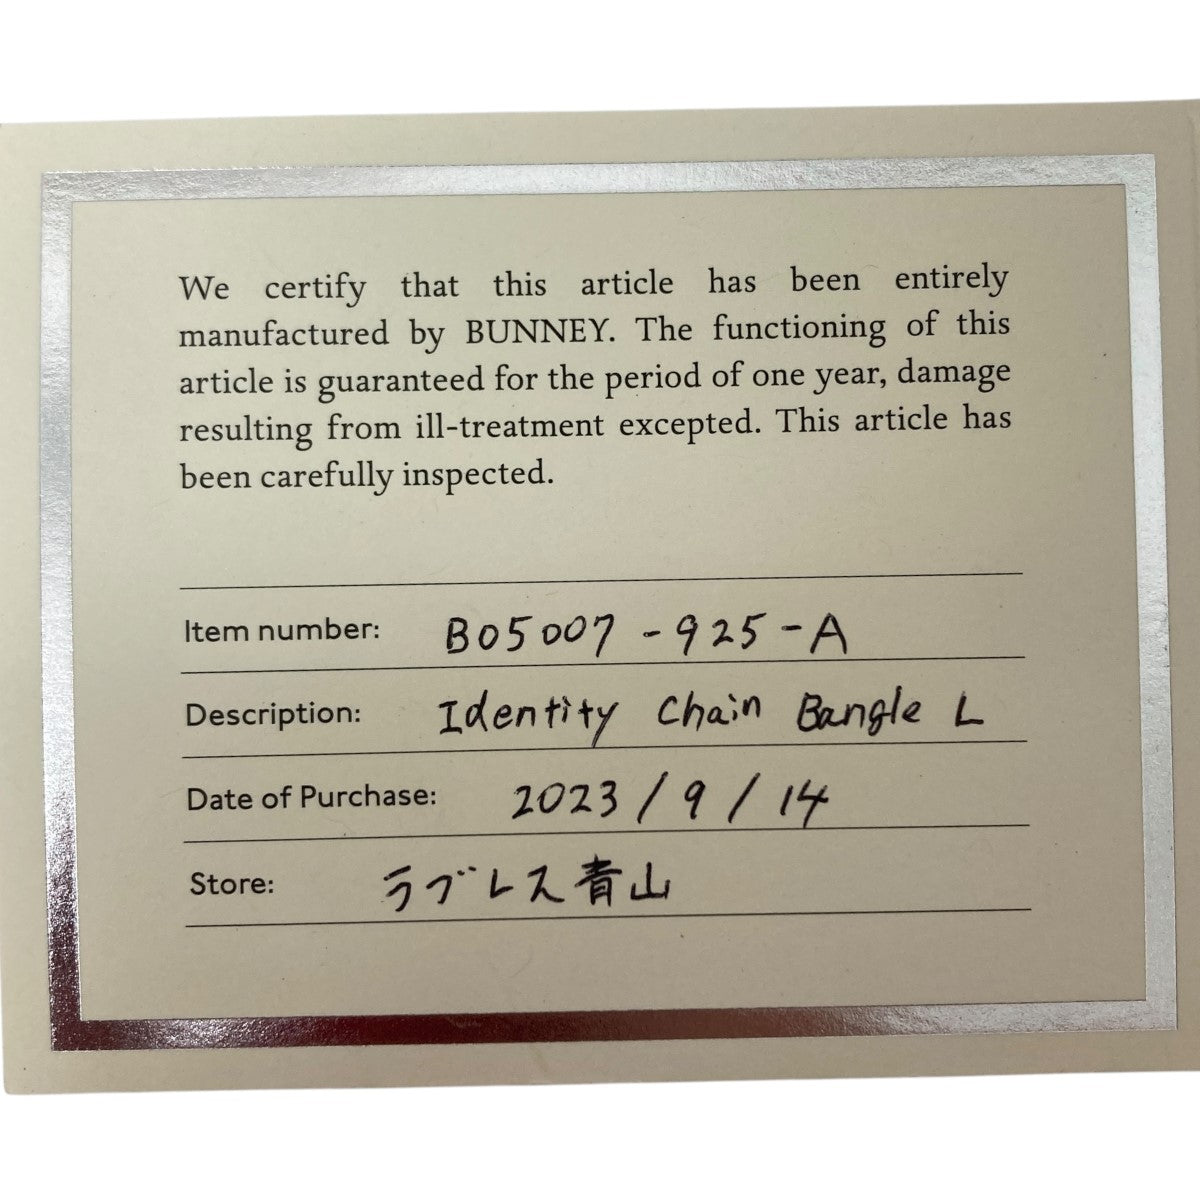 We certify that this article has been entirely
manufactured by BUNNEY. The functioning of this
article is guaranteed for the period of one year, damage
resulting from ill-treatment excepted. This article has
been carefully inspected.
Item number: B05007-925-A
Description: Identity Chain Bangle L
Date of Purchase: 2023/9/14
Store: ラブレス青山